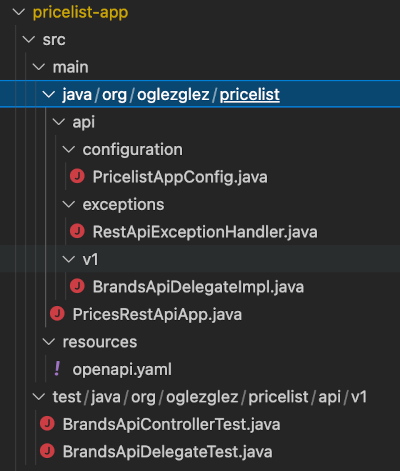 pricelist-app
src
main
java/org/oglezglez/pricelist
api
configuration
PricelistAppConfig.java
exceptions
RestApiExceptionHandler.java
v1
BrandsApiDelegateImpl.java
PricesRestApiApp.java
resources
! openapi.yaml
test/java/org/oglezglez/pricelist/api/v1
BrandsApiControllerTest.java
BrandsApiDelegateTest.java